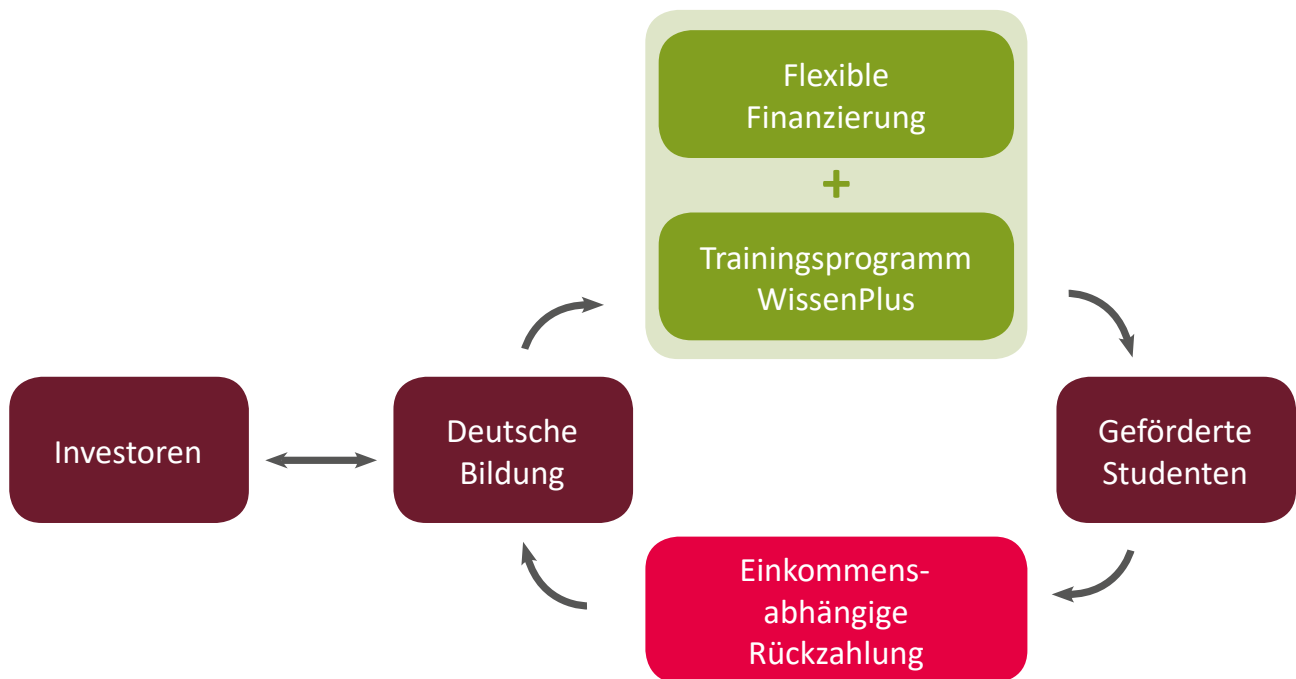 Flexible
Finanzierung
+
Trainingsprogramm
WissenPlus
Investoren
Deutsche
Bildung
Geförderte
Studenten
Einkommens-
abhängige
Rückzahlung